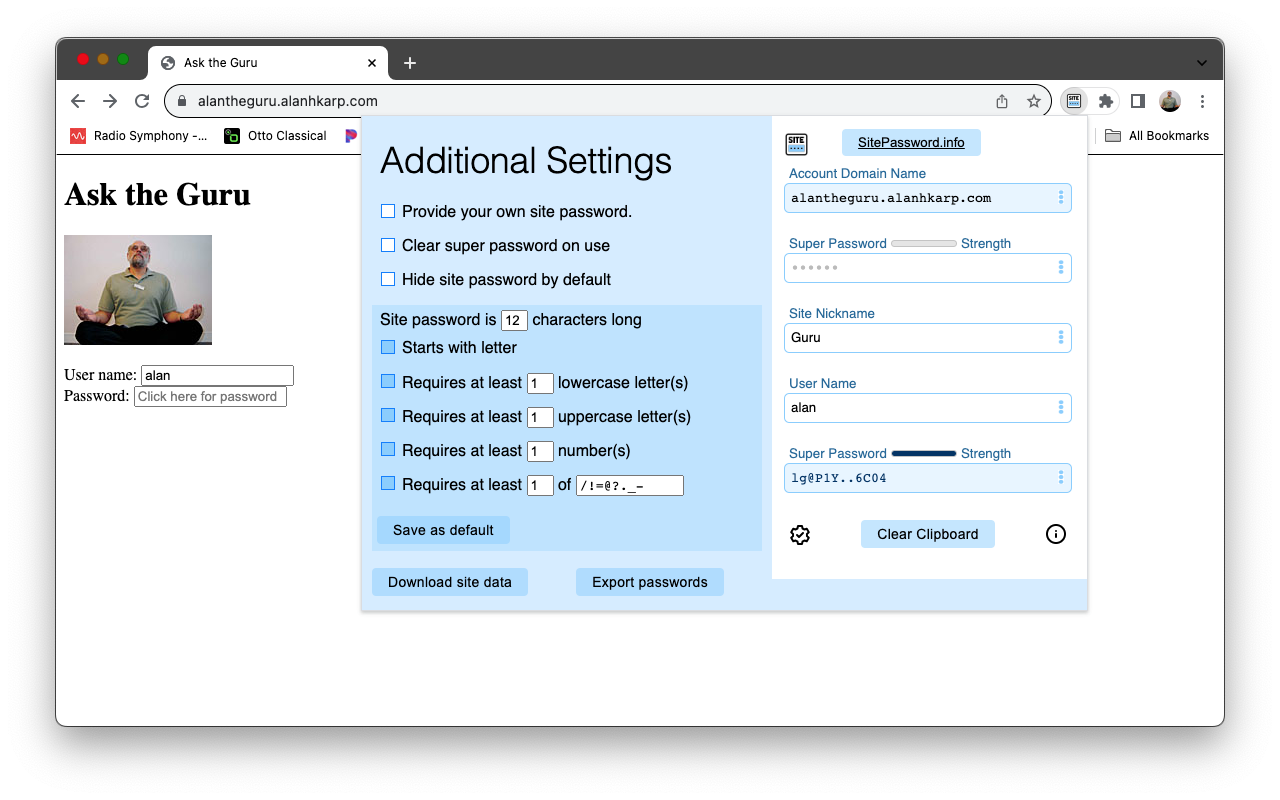 Ask the Guru
alantheguru.alanhkarp.com
Radio Symphony -...
Otto Classical
All Bookmarks
Ask the Guru
User name: alan
Password: Click here for password
Additional Settings
Provide your own site password.
Clear super password on use
Hide site password by default
Site password is 12 characters long
Starts with letter
Requires at least 1 lowercase letter(s)
Requires at least 1 uppercase letter(s)
Requires at least 1 number(s)
Requires at least 1 of /!=@?._-
Save as default
Download site data
Export passwords
SITE
SitePassword.info
Account Domain Name
alantheguru.alanhkarp.com
Super Password Strength
••••••
Site Nickname
Guru
User Name
alan
Super Password Strength
lg@P1Y..6C04
Clear Clipboard